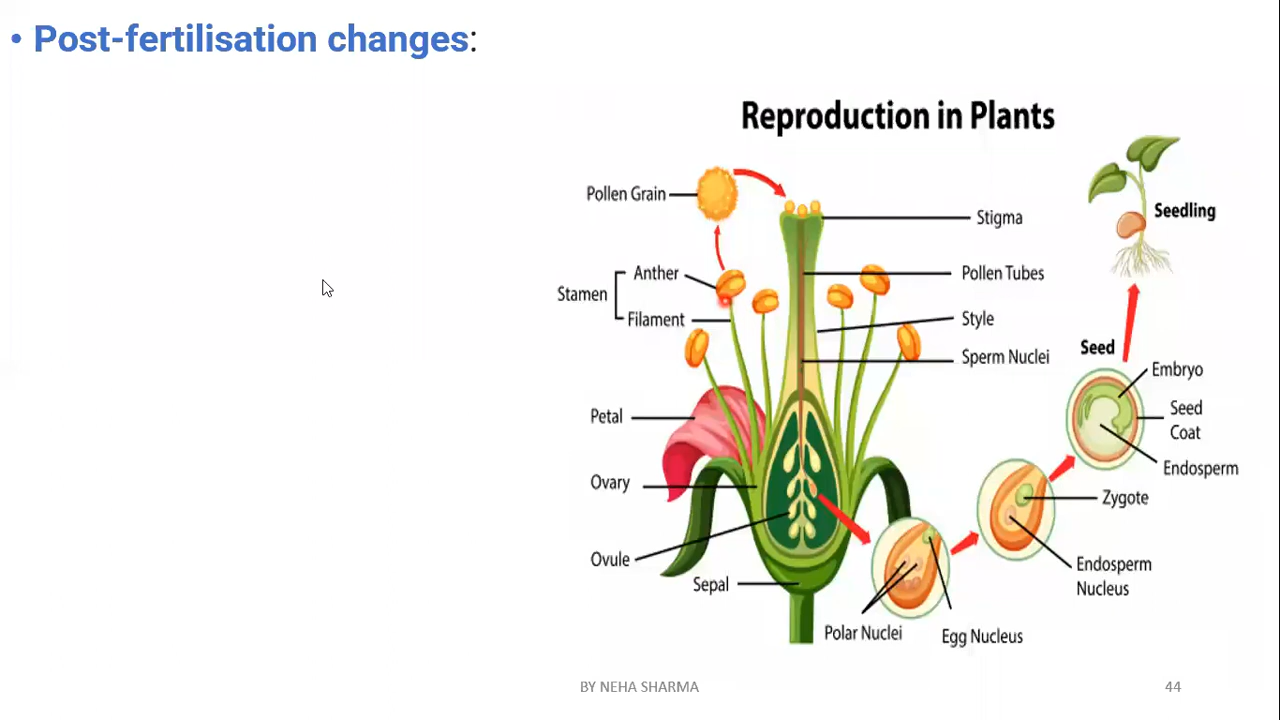 • Post-fertilisation changes:
Reproduction in Plants
Pollen Grain
Stigma
Seedling
Anther
Pollen Tubes
Stamen
Filament
Style
Seed
Sperm Nuclei
Embryo
Petal
Seed
Coat
Endosperm
Ovary
Zygote
Ovule
Endosperm
Nucleus
Sepal
Polar Nuclei
Egg Nucleus
BY NEHA SHARMA
44